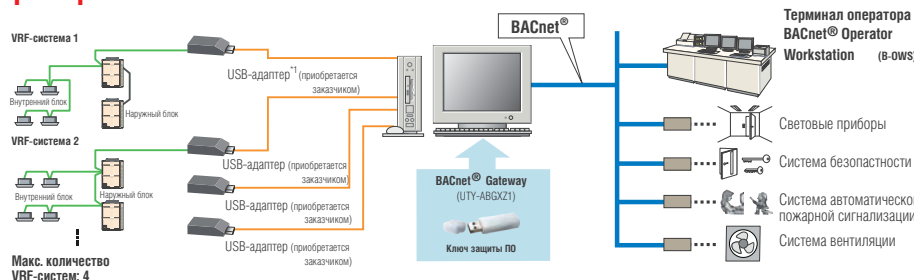 VRF-система 1
Внутренний блок
Наружный блок
VRF-система 2
Внутренний блок
Наружный блок
Макс. количество
VRF-систем: 4
USB-адаптер*1 (приобретается
заказчиком)
USB-адаптер (приобретается
заказчиком)
USB-адаптер (приобретается
заказчиком)
USB-адаптер (приобретается
заказчиком)
BACnet®
BACnet® Gateway
(UTY-ABGXZ1)
Ключ защиты ПО
Терминал оператора
BACnet® Operator
Workstation (B-OWS)
Световые приборы
Система безопасности
Система автоматической
пожарной сигнализации
Система вентиляции